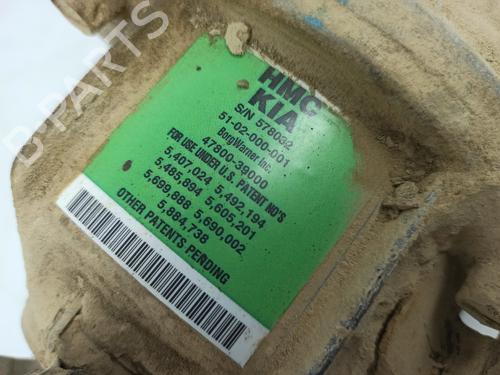 B-PARTS
HMC
KIA
S/N 578032
51-02-000-001
BorgWarner Inc.
47800-39000
FOR USE UNDER U.S. PATENT NO'S
5,407,024 5,492,194
5,485,894 5,605,201
5,699,888 5,690,002
5,884,738
OTHER PATENTS PENDING